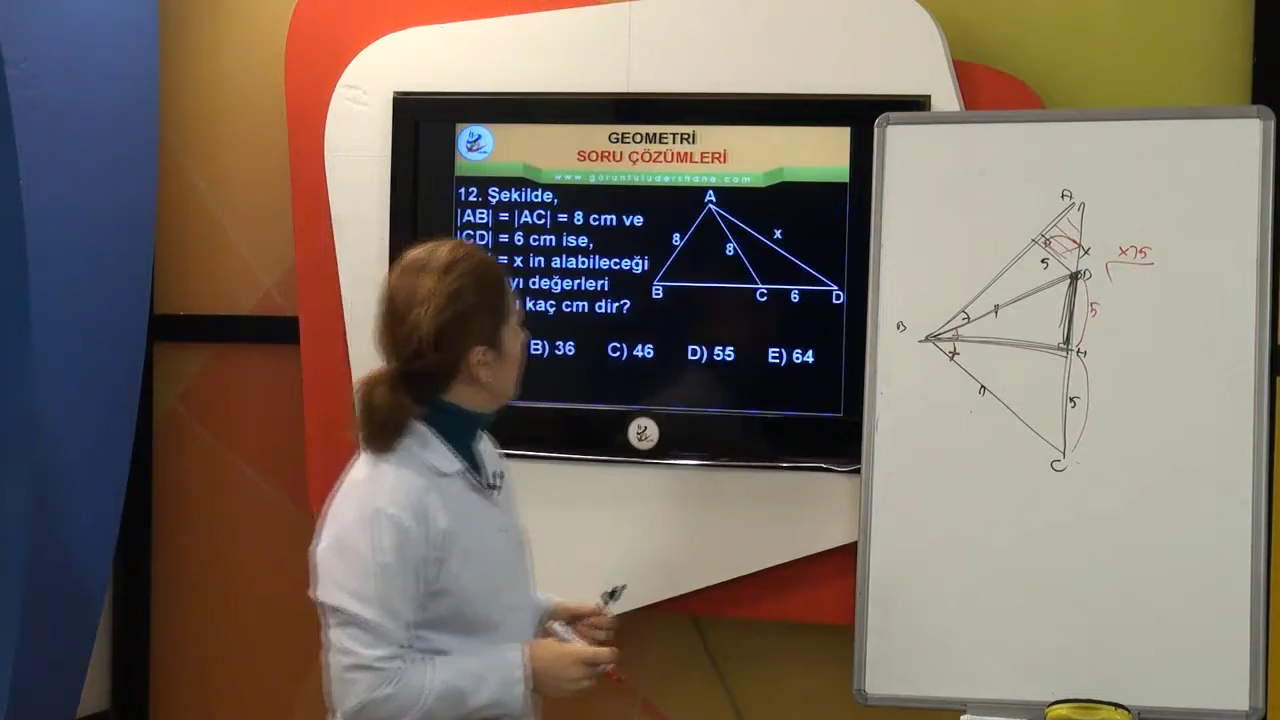 GEOMETRİ
SORU ÇÖZÜMLERİ
www.goruntuludershane.com
12. Şekilde,
|AB| = |AC| = 8 cm ve
|CD| = 6 cm ise,
= x in alabileceği
yı değerleri
kaç cm dir?
B) 36 C) 46 D) 55 E) 64
A
8
8
x
B
C
6
D
A
x
5
D
x>5
5
B
H
5
C